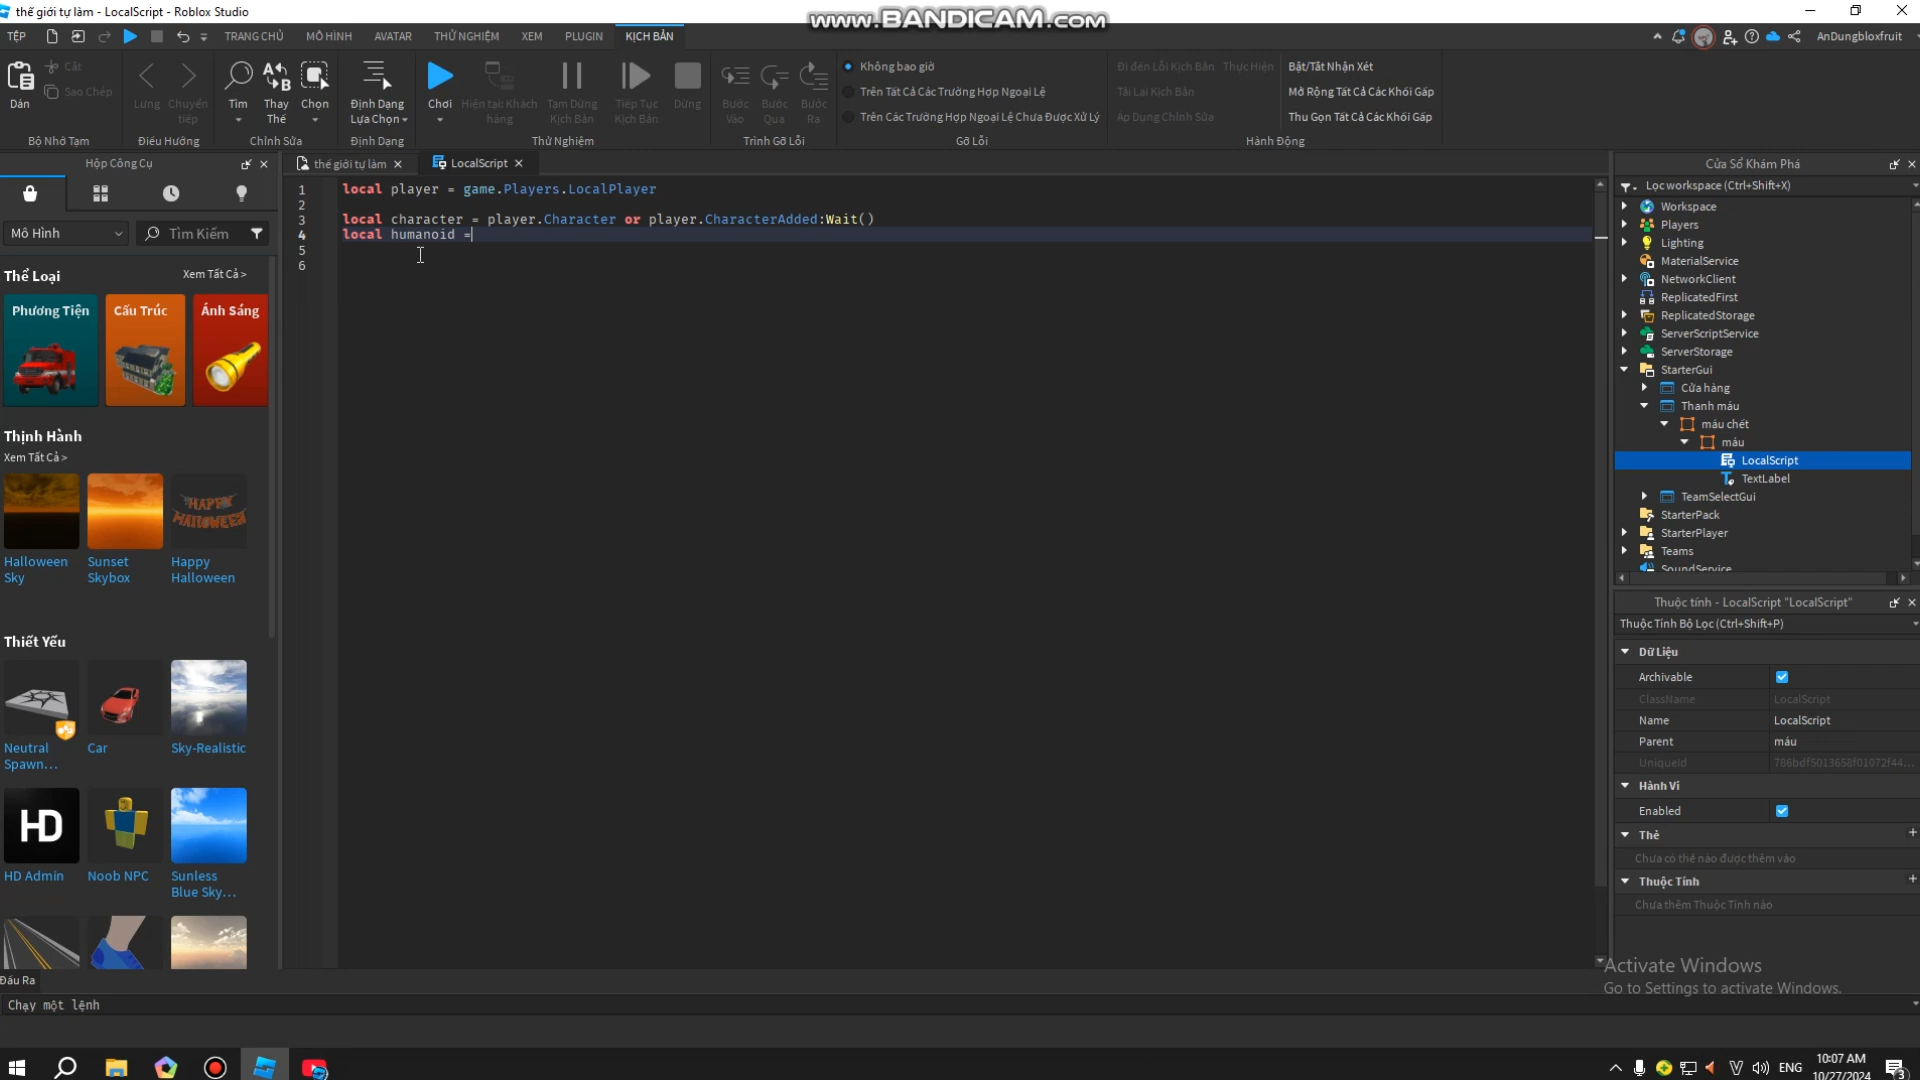 thế giới tự làm - LocalScript - Roblox Studio
www.BANDICAM.com
TỆP
TRANG CHỦ
MÔ HÌNH
AVATAR
THỬ NGHIỆM
XEM
PLUGIN
KỊCH BẢN
AnDungbloxfruit
Dán
Cắt
Sao Chép
Lưng
Chuyển tiếp
Tìm
Thay Thế
Chọn
Định Dạng Lựa Chọn
Chơi
Hiện tại: Khách hàng
Tạm Dừng Kịch Bản
Tiếp Tục Kịch Bản
Dừng
Bước Vào
Bước Qua
Bước Ra
Không bao giờ
Trên Tất Cả Các Trường Hợp Ngoại Lệ
Trên Các Trường Hợp Ngoại Lệ Chưa Được Xử Lý
Đi đến Lỗi Kịch Bản
Thực Hiện
Tải Lại Kịch Bản
Áp Dụng Chỉnh Sửa
Bật/Tắt Nhận Xét
Mở Rộng Tất Cả Các Khối Gấp
Thu Gọn Tất Cả Các Khối Gấp
Bộ Nhớ Tạm
Điều Hướng
Chỉnh Sửa
Định Dạng
Thử Nghiệm
Trình Gỡ Lỗi
Gỡ Lỗi
Hành Động
Hộp Công Cụ
Mô Hình
Tìm Kiếm
Thể Loại
Xem Tất Cả >
Phương Tiện
Cấu Trúc
Ánh Sáng
Thịnh Hành
Xem Tất Cả >
Halloween Sky
Sunset Skybox
Happy Halloween
Thiết Yếu
Neutral Spawn...
Car
Sky-Realistic
HD
HD Admin
Noob NPC
Sunless Blue Sky...
thế giới tự làm
LocalScript
1 local player = game.Players.LocalPlayer
2
3 local character = player.Character or player.CharacterAdded:Wait()
4 local humanoid =
5
6
Cửa Sổ Khám Phá
Lọc workspace (Ctrl+Shift+X)
Workspace
Players
Lighting
MaterialService
NetworkClient
ReplicatedFirst
ReplicatedStorage
ServerScriptService
ServerStorage
StarterGui
Cửa hàng
Thanh máu
máu chết
máu
LocalScript
TextLabel
TeamSelectGui
StarterPack
StarterPlayer
Teams
SoundService
Thuộc tính - LocalScript "LocalScript"
Thuộc Tính Bộ Lọc (Ctrl+Shift+P)
Dữ Liệu
Archivable
ClassName LocalScript
Name LocalScript
Parent máu
UniqueId 786bdf5013658f01072f44...
Hành Vi
Enabled
Thẻ
Chưa có thẻ nào được thêm vào
Thuộc Tính
Chưa thêm Thuộc Tính nào
Activate Windows
Go to Settings to activate Windows.
Đầu Ra
Chạy một lệnh
ENG
10:07 AM
10/27/2024
3